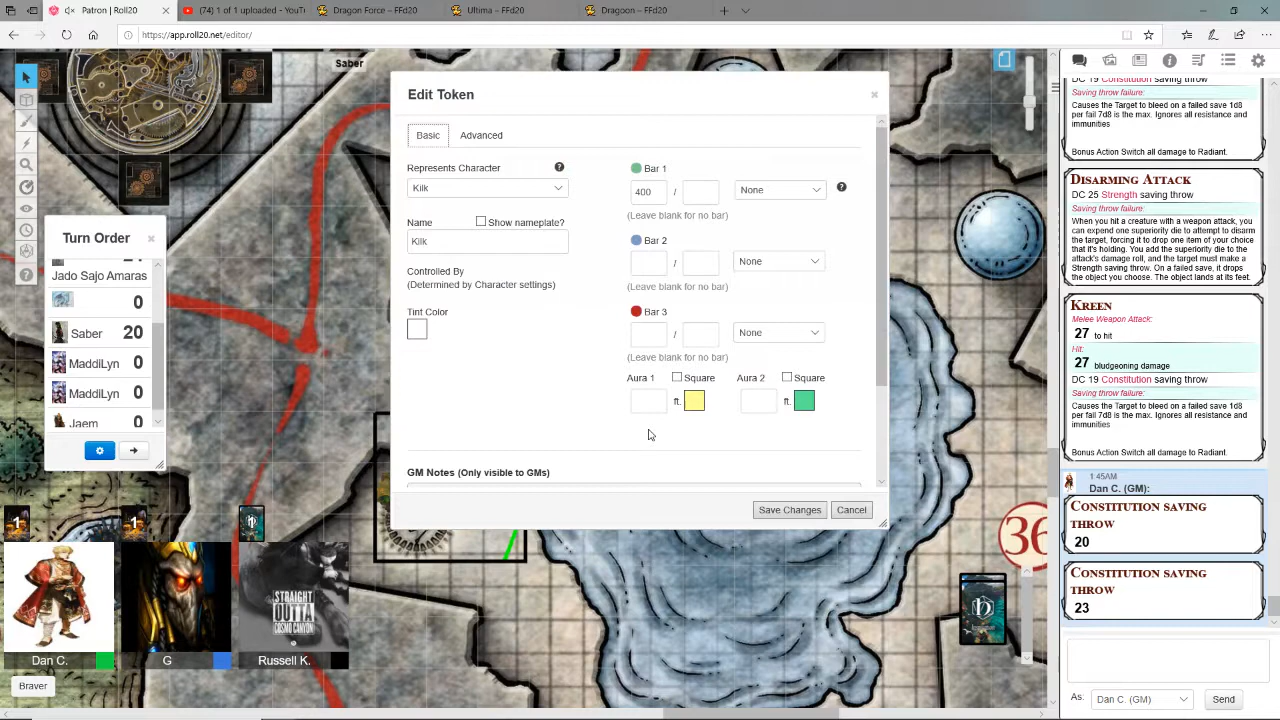 Patron | Roll20
(74) 1 of 1 uploaded - YouT
Dragon Force – FFd20
Ultima – FFd20
Dragoon – FFd20
https://app.roll20.net/editor/
Saber
Edit Token
Basic
Advanced
Represents Character
Kilk
Name
Show nameplate?
Kilk
Controlled By
(Determined by Character settings)
Tint Color
Bar 1
400 /
None
(Leave blank for no bar)
Bar 2
/
None
(Leave blank for no bar)
Bar 3
/
None
(Leave blank for no bar)
Aura 1
Square
Aura 2
Square
ft.
ft.
GM Notes (Only visible to GMs)
Save Changes
Cancel
Turn Order
Jado Sajo Amaras
0
Saber 20
MaddiLyn 0
MaddiLyn 0
Jaem 0
1
1
STRAIGHT
OUTTA
COSMO CANYON
Dan C.
G
Russell K.
Braver
36
DC 19 Constitution saving throw
Saving throw failure:
Causes the Target to bleed on a failed save 1d8
per fail 7d8 is the max. Ignores all resistance and
immunities
Bonus Action Switch all damage to Radiant.
Disarming Attack
DC 25 Strength saving throw
Saving throw failure:
When you hit a creature with a weapon attack, you
can expend one superiority die to attempt to disarm
the target, forcing it to drop one item of your choice
that it's holding. You add the superiority die to the
attack's damage roll, and the target must make a
Strength saving throw. On a failed save, it drops
the object you choose. The object lands at its feet.
Kreen
Melee Weapon Attack:
27 to hit
Hit:
27 bludgeoning damage
DC 19 Constitution saving throw
Saving throw failure:
Causes the Target to bleed on a failed save 1d8
per fail 7d8 is the max. Ignores all resistance and
immunities
Bonus Action Switch all damage to Radiant.
1:45AM
Dan C. (GM):
Constitution saving
throw
20
Constitution saving
throw
23
As:
Dan C. (GM)
Send